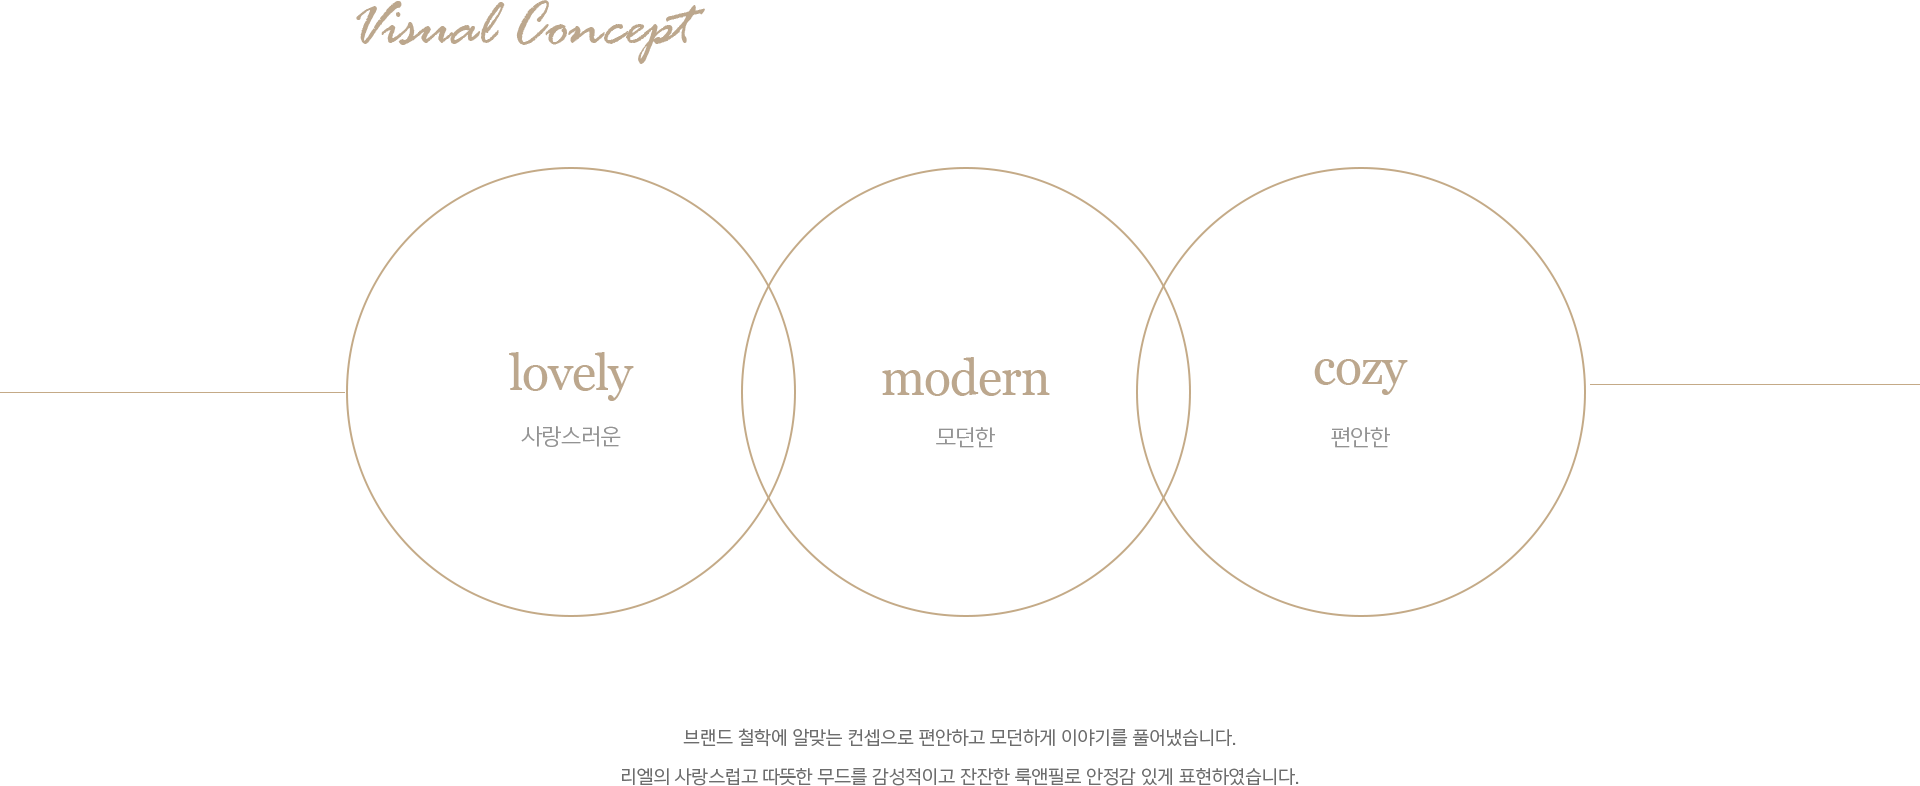 Visual Concept
lovely
사랑스러운
modern
모던한
cozy
편안한
브랜드 철학에 알맞는 컨셉으로 편안하고 모던하게 이야기를 풀어냈습니다.
리엘의 사랑스럽고 따뜻한 무드를 감성적이고 잔잔한 룩앤필로 안정감 있게 표현하였습니다.